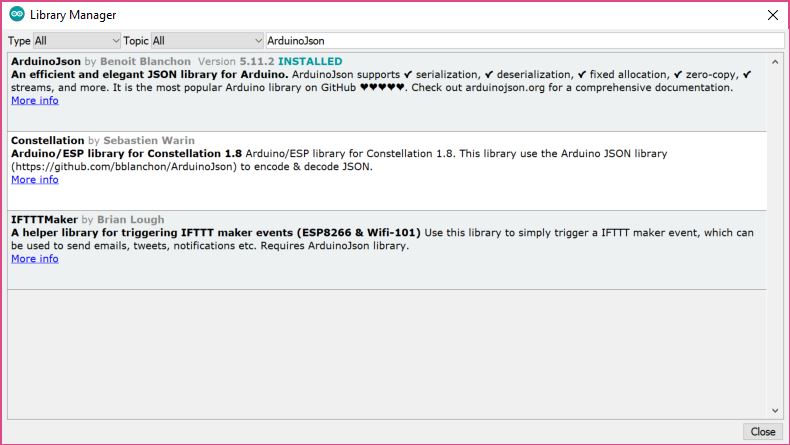 Library Manager
Type All Topic All ArduinoJson
ArduinoJson by Benoit Blanchon Version 5.11.2 INSTALLED
An efficient and elegant JSON library for Arduino. ArduinoJson supports ✔ serialization, ✔ deserialization, ✔ fixed allocation, ✔ zero-copy, ✔
streams, and more. It is the most popular Arduino library on GitHub ♥♥♥♥♥. Check out arduinojson.org for a comprehensive documentation.
More info
Constellation by Sebastien Warin
Arduino/ESP library for Constellation 1.8 Arduino/ESP library for Constellation 1.8. This library use the Arduino JSON library
(https://github.com/bblanchon/ArduinoJson) to encode & decode JSON.
More info
IFTTTMaker by Brian Lough
A helper library for triggering IFTTT maker events (ESP8266 & Wifi-101) Use this library to simply trigger a IFTTT maker event, which can
be used to send emails, tweets, notifications etc. Requires ArduinoJson library.
More info
Close